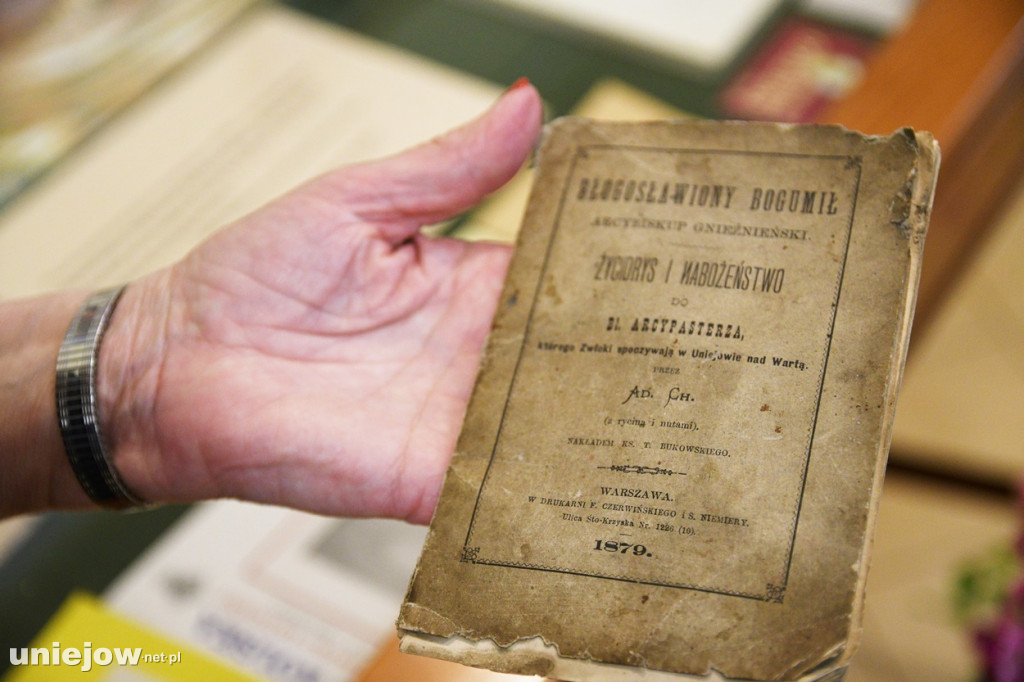 BŁOGOSŁAWIONY BOGUMIŁ
ARCYBISKUP GNIEŹNIEŃSKI.
ŻYCIORYS I NABOŻEŃSTWO
DO
Bł. ARCYPASTERZA,
którego Zwłoki spoczywają w Uniejowie nad Wartą.
PRZEZ
AD. CH.
(z ryciną i nutami).
NAKŁADEM KS. T. BUKOWSKIEGO.
WARSZAWA.
W DRUKARNI F. CZERWIŃSKIEGO i S. NIEMIERY.
Ulica Sto-Krzyska Nr. 1226 (10).
1879.
uniejow.net.pl